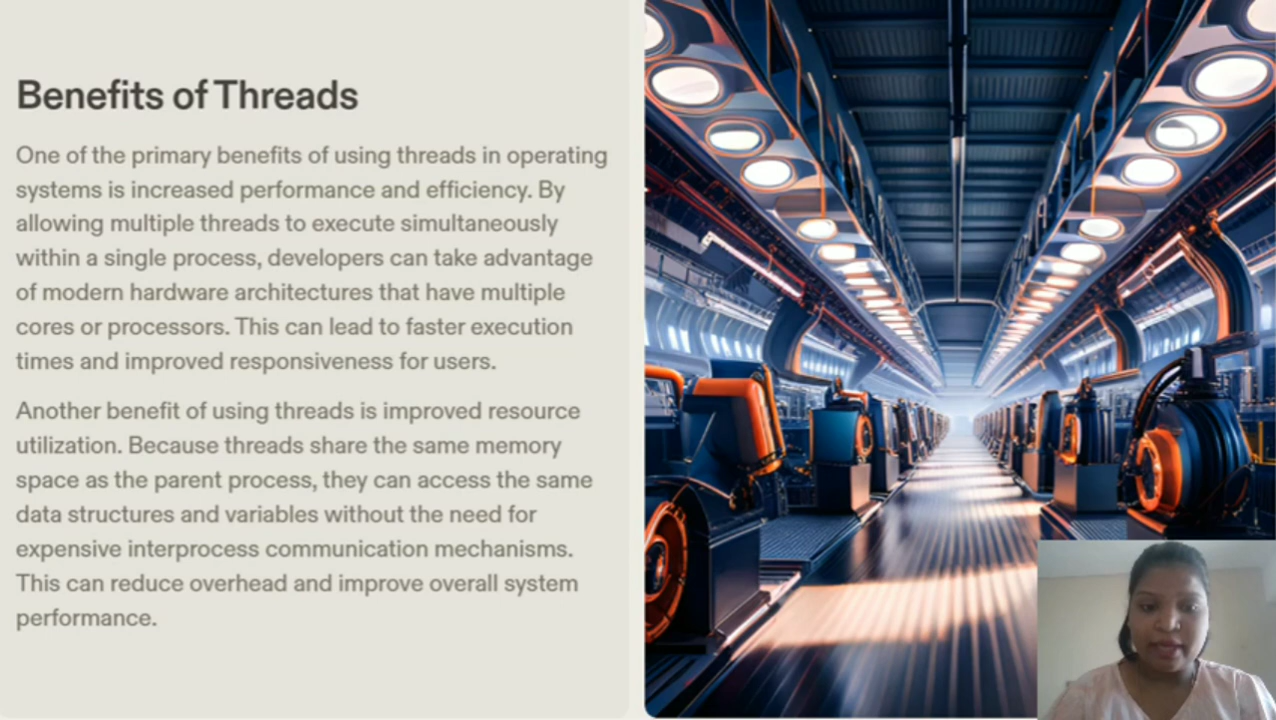 Benefits of Threads
One of the primary benefits of using threads in operating
systems is increased performance and efficiency. By
allowing multiple threads to execute simultaneously
within a single process, developers can take advantage
of modern hardware architectures that have multiple
cores or processors. This can lead to faster execution
times and improved responsiveness for users.
Another benefit of using threads is improved resource
utilization. Because threads share the same memory
space as the parent process, they can access the same
data structures and variables without the need for
expensive interprocess communication mechanisms.
This can reduce overhead and improve overall system
performance.